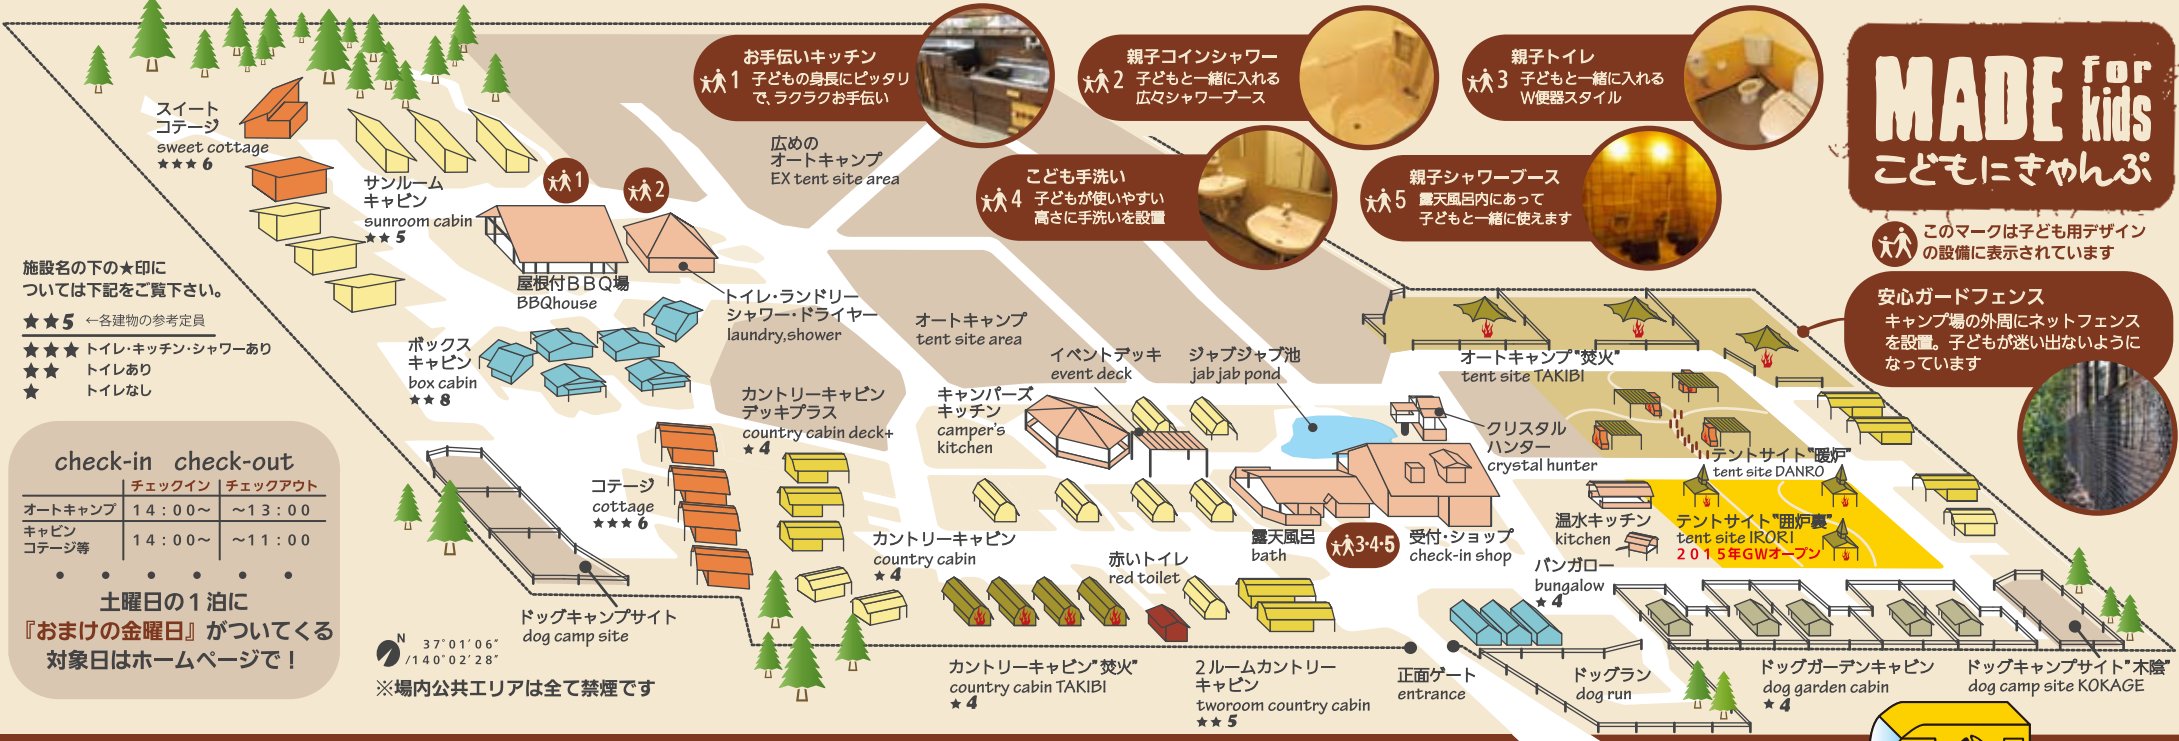 お手伝いキッチン
1 子どもの身長にピッタリ
で、ラクラクお手伝い
親子コインシャワー
2 子どもと一緒に入れる
広々シャワーブース
親子トイレ
3 子どもと一緒に入れる
W便器スタイル
こども手洗い
4 子どもが使いやすい
高さに手洗いを設置
親子シャワーブース
5 露天風呂内にあって
子どもと一緒に使えます
MADE for kids
こどもにきゃんぷ
このマークは子ども用デザイン
の設備に表示されています
安心ガードフェンス
キャンプ場の外周にネットフェンス
を設置。子どもが迷い出ないように
なっています
スイート
コテージ
sweet cottage
★★★ 6
サンルーム
キャビン
sunroom cabin
★★ 5
1
2
広めの
オートキャンプ
EX tent site area
屋根付BBQ場
BBQhouse
トイレ・ランドリー
シャワー・ドライヤー
laundry,shower
施設名の下の★印に
ついては下記をご覧下さい。
★★5 ←各建物の参考定員
★★★ トイレ・キッチン・シャワーあり
★★ トイレあり
★ トイレなし
ボックス
キャビン
box cabin
★★ 8
オートキャンプ
tent site area
カントリーキャビン
デッキプラス
country cabin deck+
★ 4
イベントデッキ
event deck
ジャブジャブ池
jab jab pond
キャンパーズ
キッチン
camper's
kitchen
オートキャンプ"焚火"
tent site TAKIBI
クリスタル
ハンター
crystal hunter
テントサイト"暖炉"
tent site DANRO
温水キッチン
kitchen
テントサイト"囲炉裏"
tent site IRORI
2015年GWオープン
コテージ
cottage
★★★ 6
カントリーキャビン
country cabin
★ 4
赤いトイレ
red toilet
露天風呂
bath
3・4・5
受付・ショップ
check-in shop
バンガロー
bungalow
★ 4
check-in check-out
チェックイン チェックアウト
オートキャンプ 14：00～ ～13：00
キャビン
コテージ等 14：00～ ～11：00
土曜日の1泊に
『おまけの金曜日』がついてくる
対象日はホームページで！
ドッグキャンプサイト
dog camp site
N
37°01'06"
/140°02'28"
※場内公共エリアは全て禁煙です
カントリーキャビン"焚火"
country cabin TAKIBI
★ 4
2ルームカントリー
キャビン
tworoom country cabin
★★ 5
正面ゲート
entrance
ドッグラン
dog run
ドッグガーデンキャビン
dog garden cabin
★ 4
ドッグキャンプサイト"木陰"
dog camp site KOKAGE